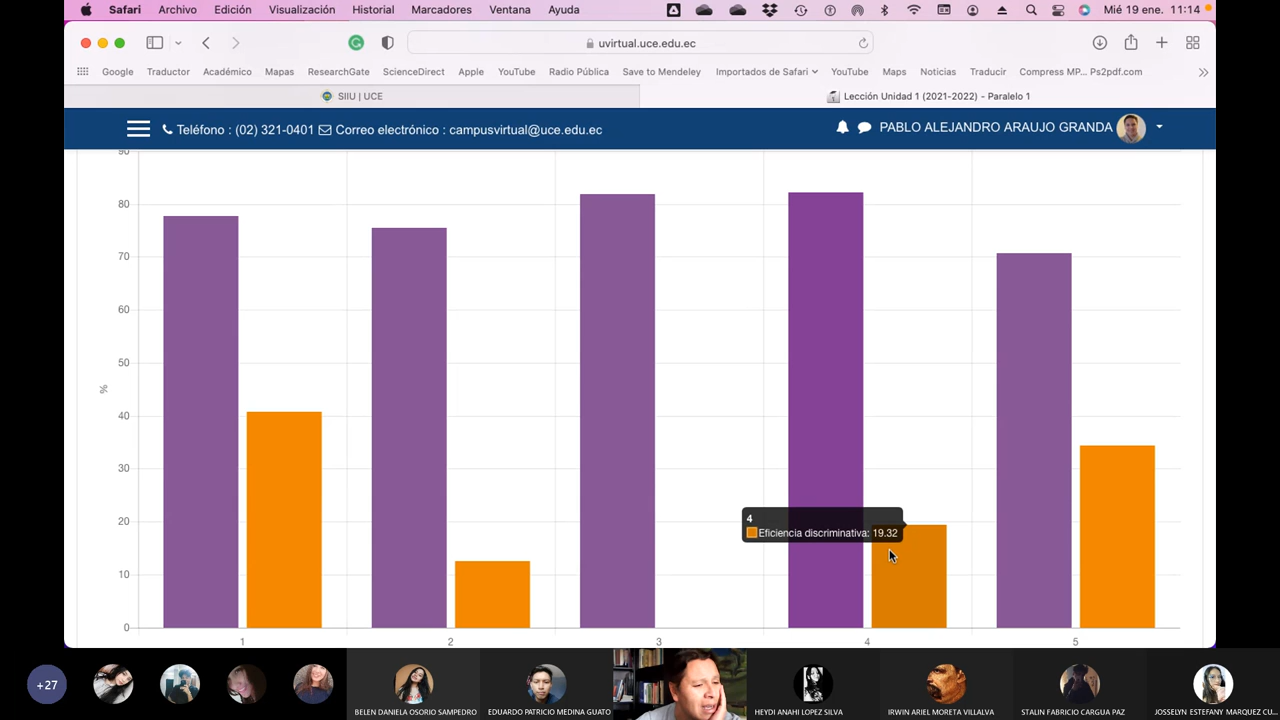 Safari Archivo Edición Visualización Historial Marcadores Ventana Ayuda Mié 19 ene. 11:14
uvirtual.uce.edu.ec
Google Traductor Académico Mapas ResearchGate ScienceDirect Apple YouTube Radio Pública Save to Mendeley Importados de Safari YouTube Maps Noticias Traducir Compress MP... Ps2pdf.com
SIIU | UCE Lección Unidad 1 (2021-2022) - Paralelo 1
Teléfono : (02) 321-0401 Correo electrónico : campusvirtual@uce.edu.ec PABLO ALEJANDRO ARAUJO GRANDA
90
80
70
60
50
%
40
30
20
10
0
4
Eficiencia discriminativa: 19.32
1 2 3 4 5
+27
BELEN DANIELA OSORIO SAMPEDRO EDUARDO PATRICIO MEDINA GUATO HEYDI ANAHI LOPEZ SILVA IRWIN ARIEL MORETA VILLALVA STALIN FABRICIO CARGUA PAZ JOSSELYN ESTEFANY MARQUEZ CU...